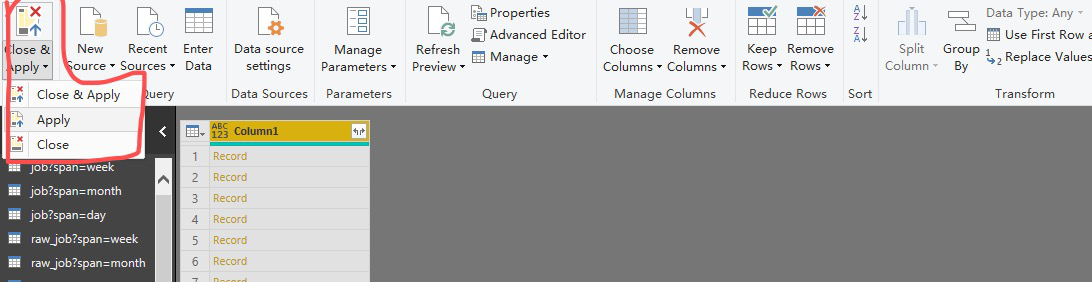 Close &
Apply
New
Source
Recent
Sources
Enter
Data
Data source
settings
Manage
Parameters
Refresh
Preview
Properties
Advanced Editor
Manage
Choose
Columns
Remove
Columns
Keep
Rows
Remove
Rows
A
Z
Z
A
Split
Column
Group
By
Data Type: Any
Use First Row a
1
2
Replace Values
Query
Data Sources
Parameters
Query
Manage Columns
Reduce Rows
Sort
Transform
Close & Apply
Apply
Close
job?span=week
job?span=month
job?span=day
raw_job?span=week
raw_job?span=month
ABC
123
Column1
1 Record
2 Record
3 Record
4 Record
5 Record
6 Record
7 Record